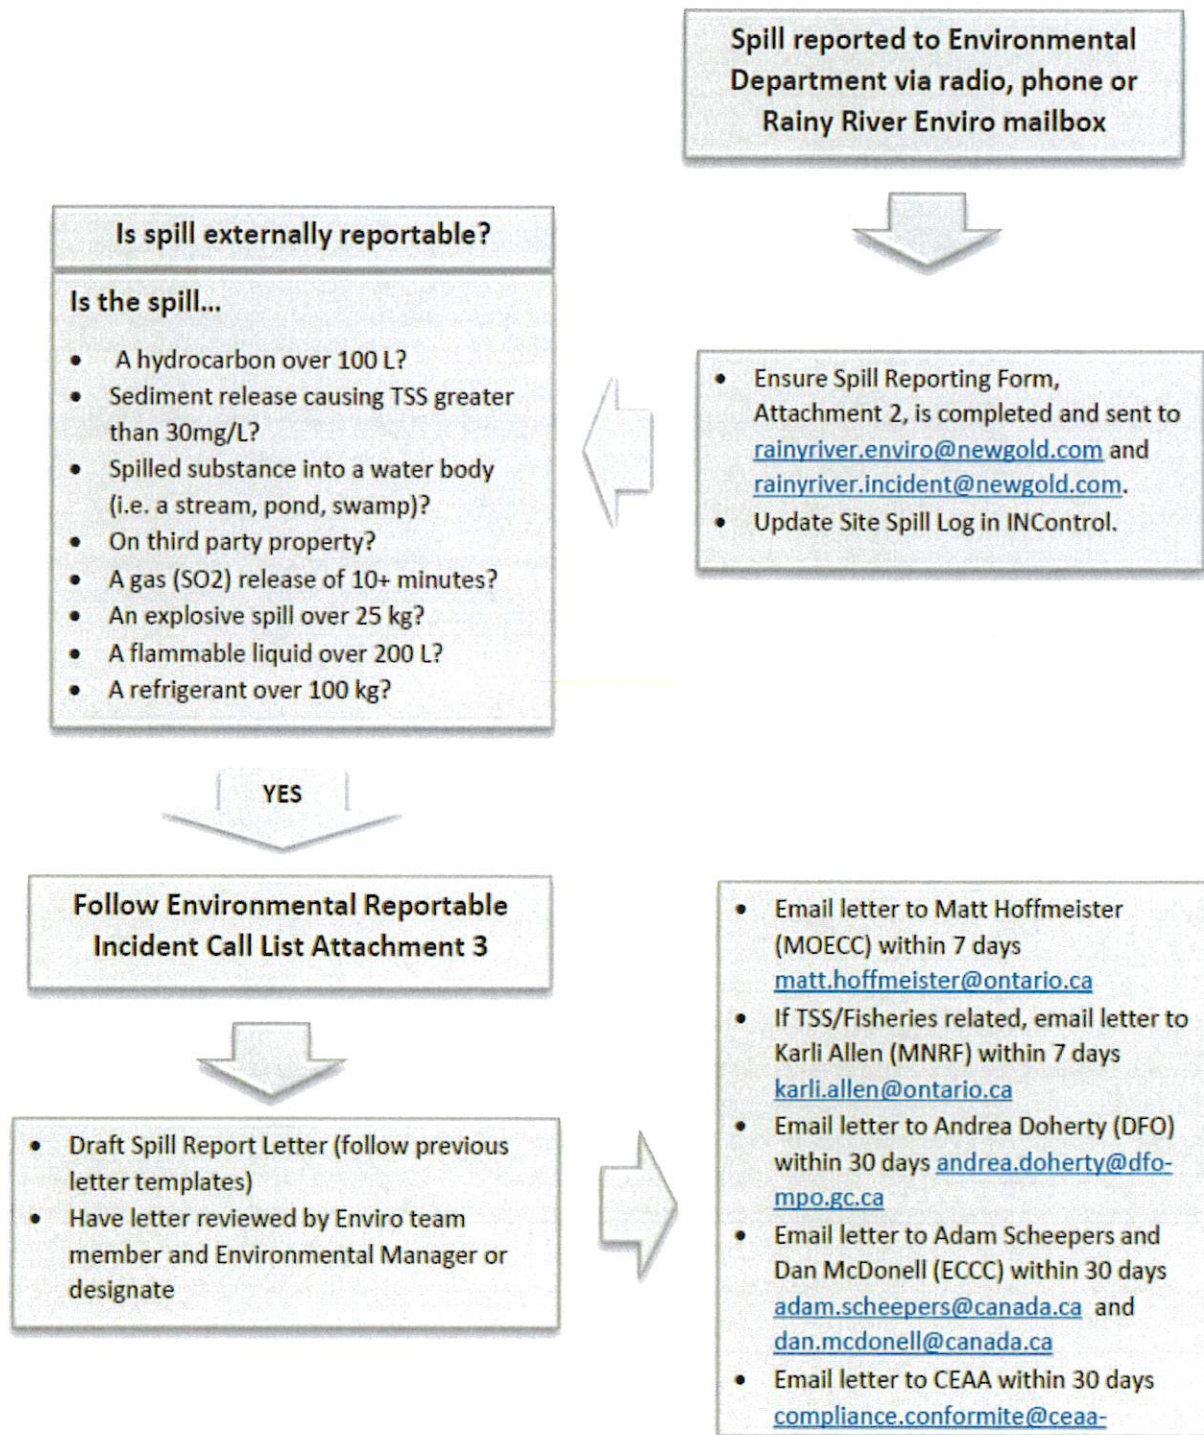 Spill reported to Environmental
Department via radio, phone or
Rainy River Enviro mailbox
• Ensure Spill Reporting Form,
Attachment 2, is completed and sent to
rainyriver.enviro@newgold.com and
rainyriver.incident@newgold.com.
• Update Site Spill Log in INControl.
Is spill externally reportable?
Is the spill...
• A hydrocarbon over 100 L?
• Sediment release causing TSS greater
than 30mg/L?
• Spilled substance into a water body
(i.e. a stream, pond, swamp)?
• On third party property?
• A gas (SO2) release of 10+ minutes?
• An explosive spill over 25 kg?
• A flammable liquid over 200 L?
• A refrigerant over 100 kg?
YES
Follow Environmental Reportable
Incident Call List Attachment 3
• Draft Spill Report Letter (follow previous
letter templates)
• Have letter reviewed by Enviro team
member and Environmental Manager or
designate
• Email letter to Matt Hoffmeister
(MOECC) within 7 days
matt.hoffmeister@ontario.ca
• If TSS/Fisheries related, email letter to
Karli Allen (MNRF) within 7 days
karli.allen@ontario.ca
• Email letter to Andrea Doherty (DFO)
within 30 days andrea.doherty@dfo-
mpo.gc.ca
• Email letter to Adam Scheepers and
Dan McDonell (ECCC) within 30 days
adam.scheepers@canada.ca and
dan.mcdonell@canada.ca
• Email letter to CEAA within 30 days
compliance.conformite@ceaa-